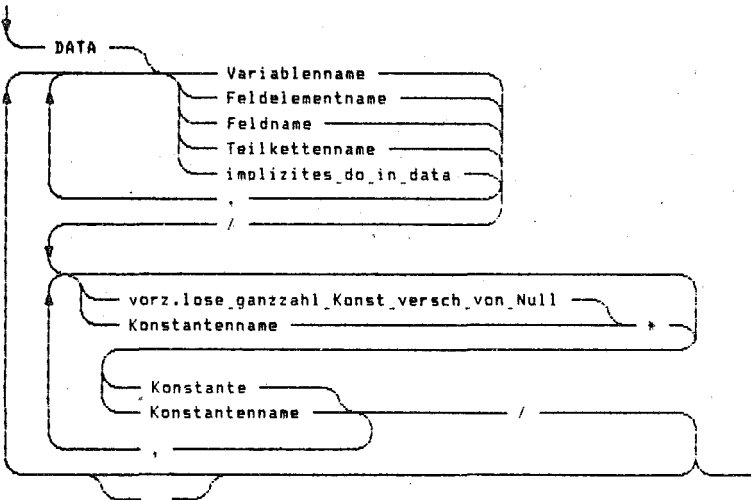 DATA
Variablenname
Feldelementname
Feldname
Teilkettenname
implizites_do_in_data
,
/
vorz.lose_ganzzahl_Konst_versch_von_Null
Konstantenname *
Konstante
Konstantenname /
,